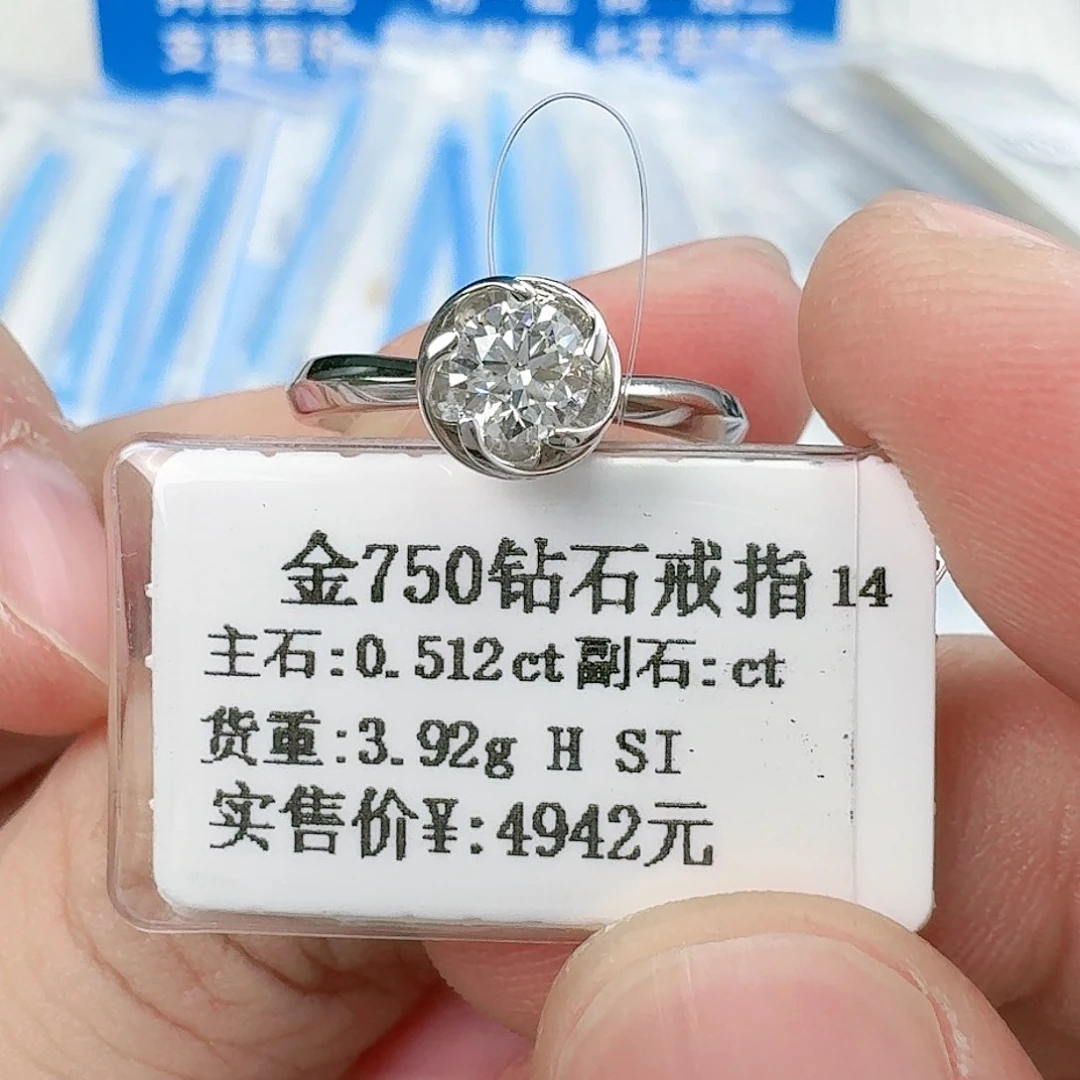 金750钻石戒指 14
主石:0.512ct 副石: ct
货重:3.92g H SI
实售价¥:4942元